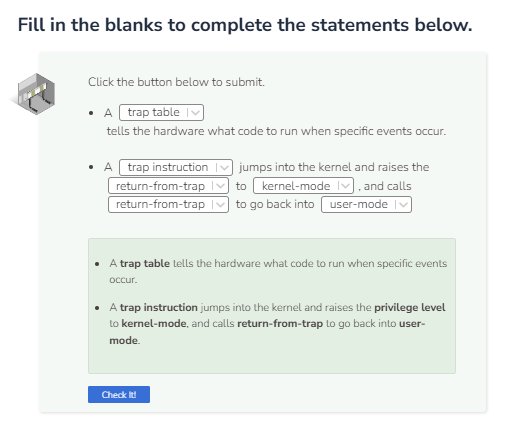 Fill in the blanks to complete the statements below.
Click the button below to submit.
• A trap table
tells the hardware what code to run when specific events occur.
• A trap instruction jumps into the kernel and raises the
return-from-trap to kernel-mode , and calls
return-from-trap to go back into user-mode
• A trap table tells the hardware what code to run when specific events
occur.
• A trap instruction jumps into the kernel and raises the privilege level
to kernel-mode, and calls return-from-trap to go back into user-
mode.
Check It!